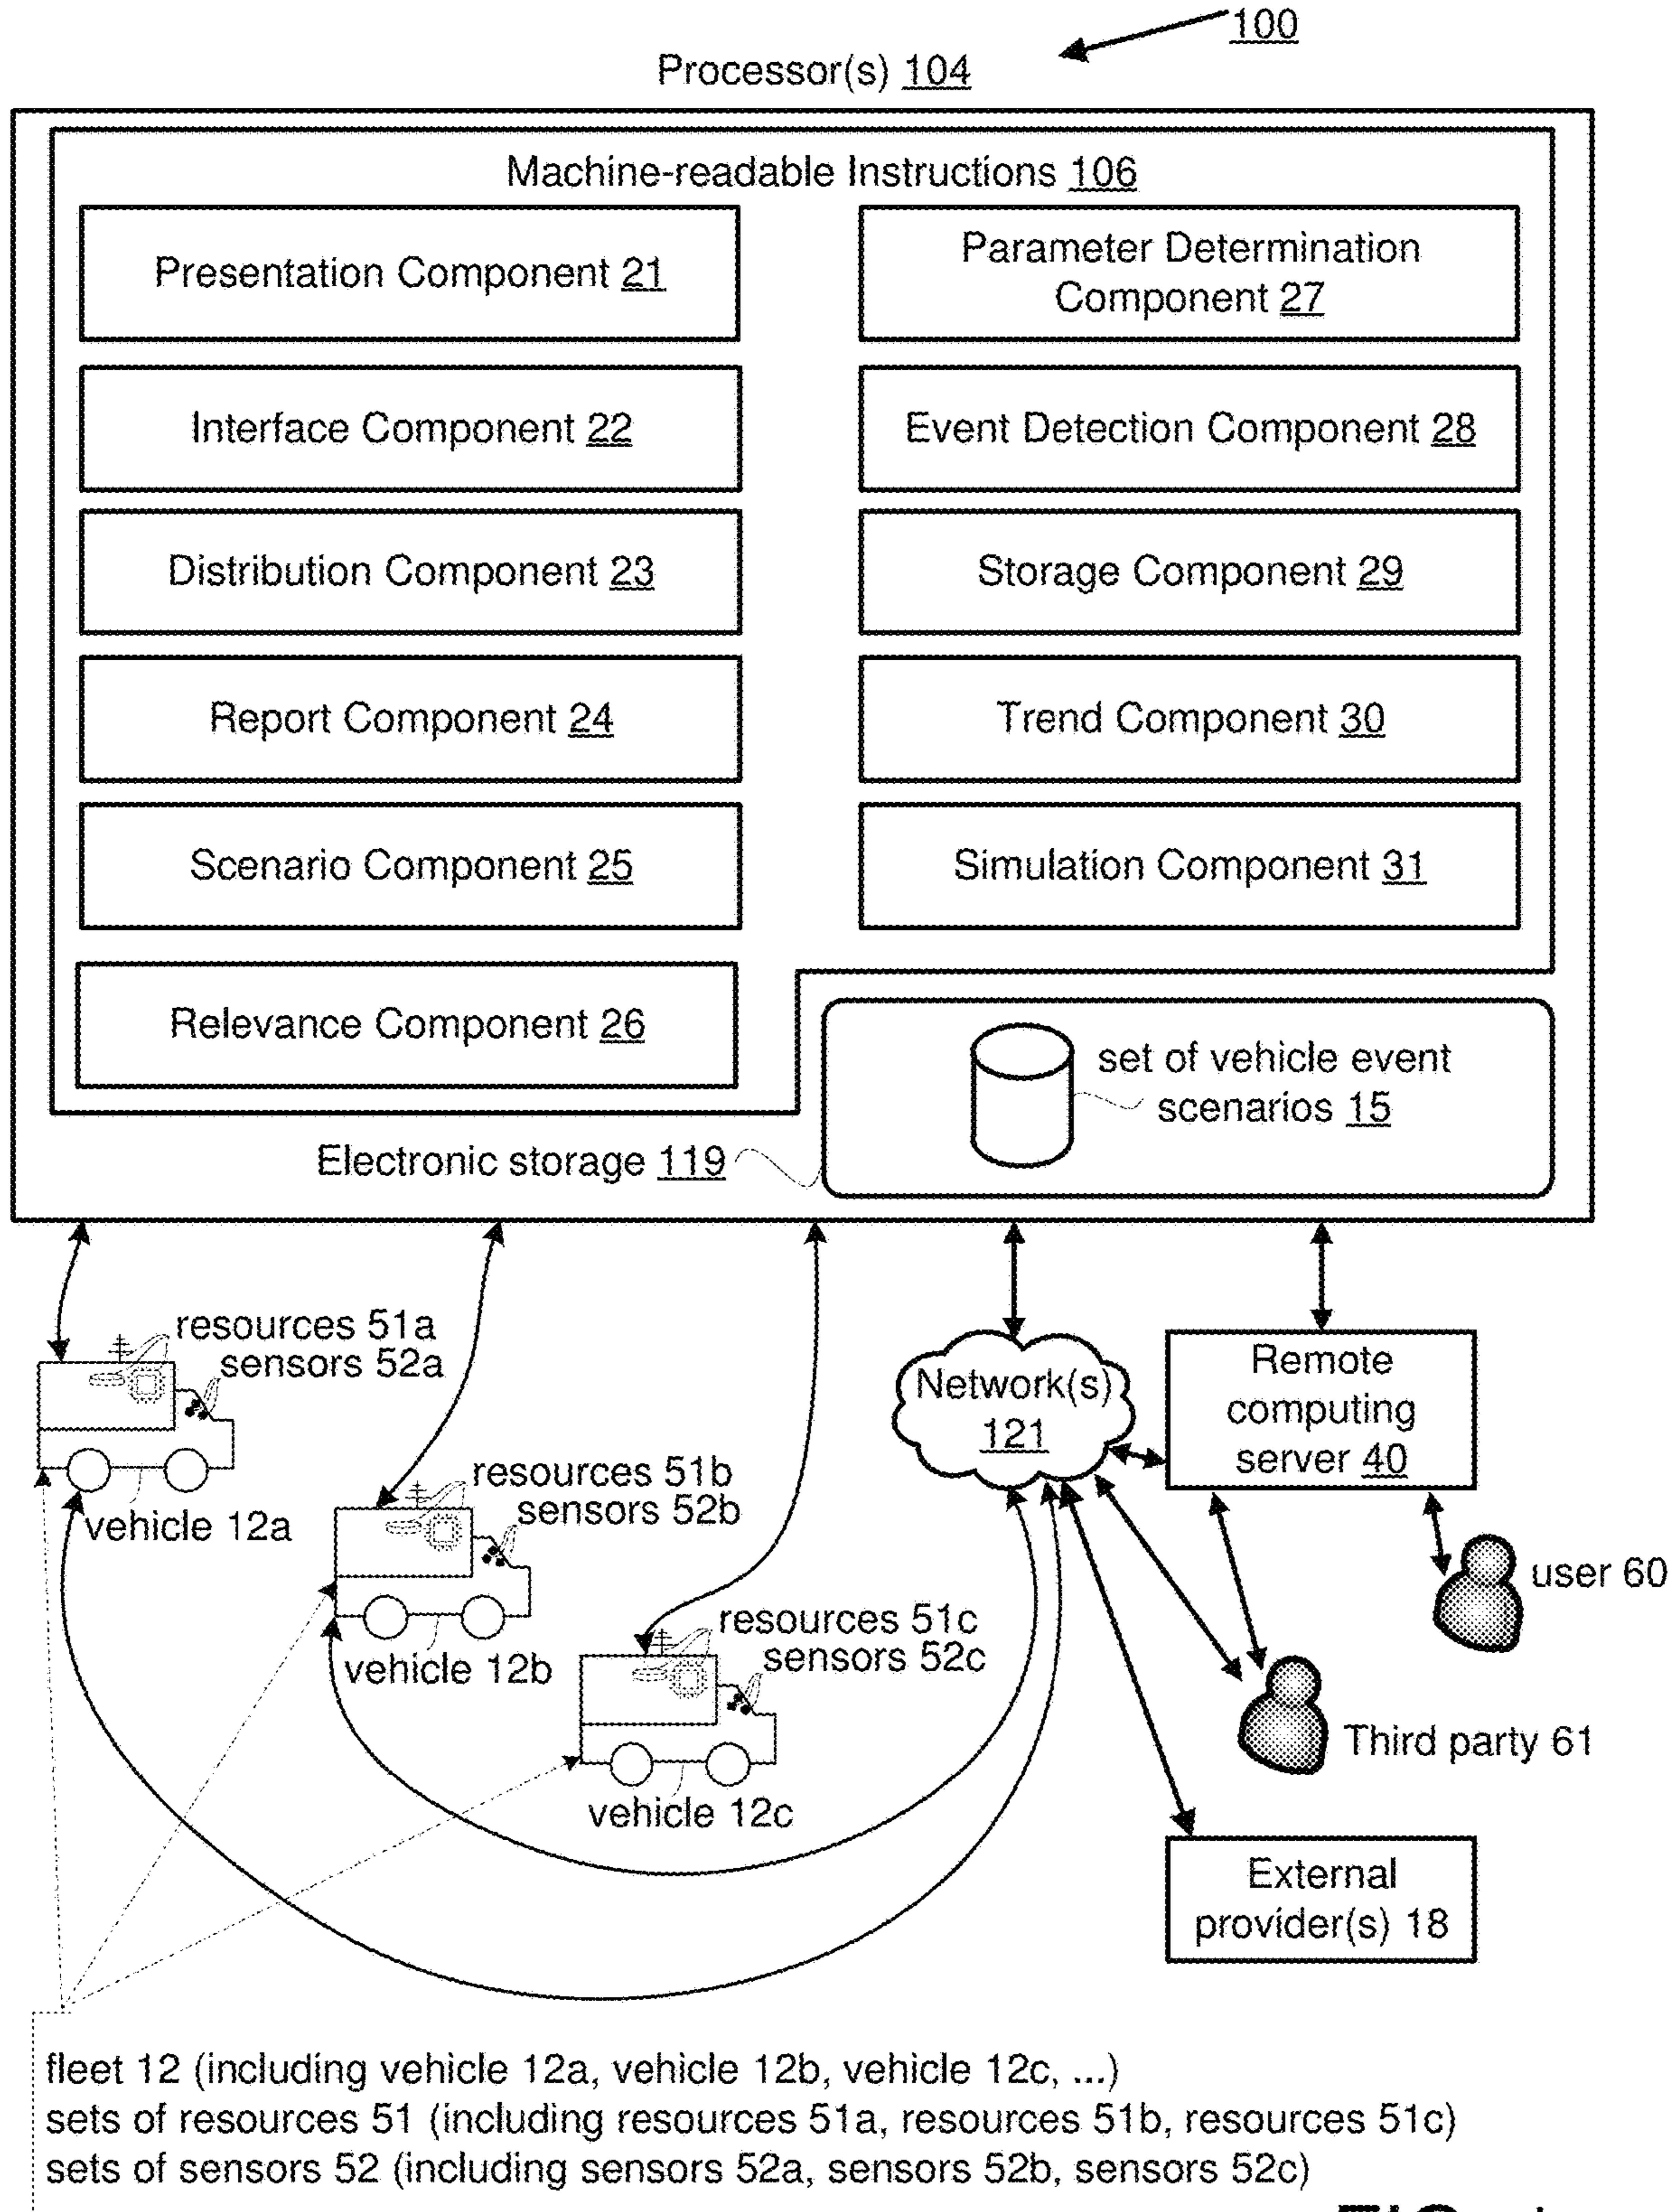 100
Processor(s) 104
Machine-readable Instructions 106
Presentation Component 21
Interface Component 22
Distribution Component 23
Report Component 24
Scenario Component 25
Relevance Component 26
Parameter Determination
Component 27
Event Detection Component 28
Storage Component 29
Trend Component 30
Simulation Component 31
set of vehicle event
scenarios 15
Electronic storage 119
resources 51a
sensors 52a
vehicle 12a
resources 51b
sensors 52b
vehicle 12b
resources 51c
sensors 52c
vehicle 12c
Network(s)
121
Remote
computing
server 40
user 60
Third party 61
External
provider(s) 18
fleet 12 (including vehicle 12a, vehicle 12b, vehicle 12c, ...)
sets of resources 51 (including resources 51a, resources 51b, resources 51c)
sets of sensors 52 (including sensors 52a, sensors 52b, sensors 52c)